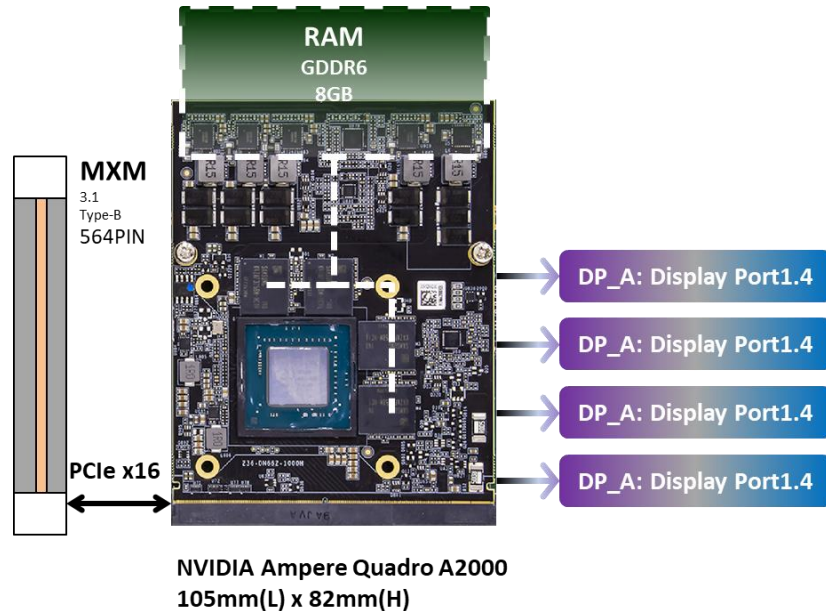 RAM
GDDR6
8GB
MXM
3.1
Type-B
564PIN
DP_A: Display Port1.4
DP_A: Display Port1.4
DP_A: Display Port1.4
DP_A: Display Port1.4
PCIe x16
NVIDIA Ampere Quadro A2000
105mm(L) x 82mm(H)